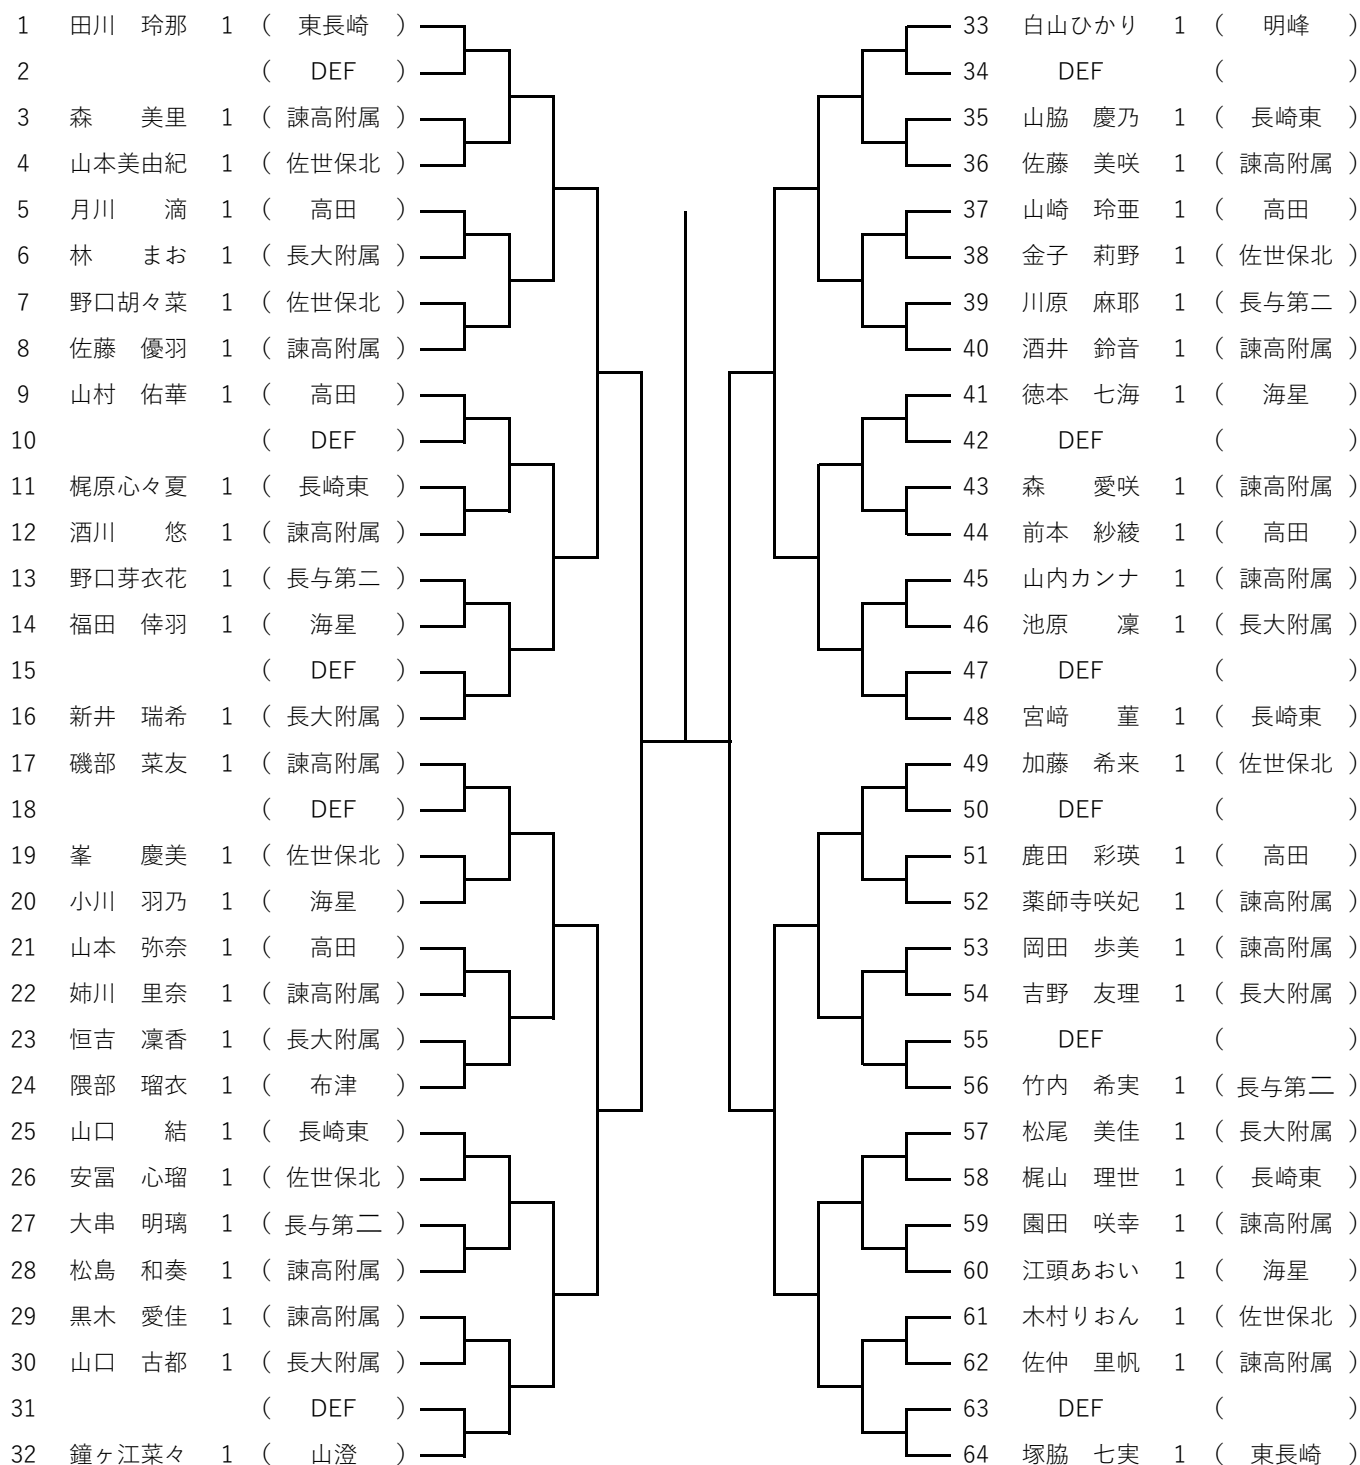 1 田川 玲那 1 ( 東長崎 )
2 ( DEF )
3 森 美里 1 ( 諫高附属 )
4 山本美由紀 1 ( 佐世保北 )
5 月川 滴 1 ( 高田 )
6 林 まお 1 ( 長大附属 )
7 野口胡々菜 1 ( 佐世保北 )
8 佐藤 優羽 1 ( 諫高附属 )
9 山村 佑華 1 ( 高田 )
10 ( DEF )
11 梶原心々夏 1 ( 長崎東 )
12 酒川 悠 1 ( 諫高附属 )
13 野口芽衣花 1 ( 長与第二 )
14 福田 倖羽 1 ( 海星 )
15 ( DEF )
16 新井 瑞希 1 ( 長大附属 )
17 磯部 菜友 1 ( 諫高附属 )
18 ( DEF )
19 峯 慶美 1 ( 佐世保北 )
20 小川 羽乃 1 ( 海星 )
21 山本 弥奈 1 ( 高田 )
22 姉川 里奈 1 ( 諫高附属 )
23 恒吉 凜香 1 ( 長大附属 )
24 隈部 瑠衣 1 ( 布津 )
25 山口 結 1 ( 長崎東 )
26 安冨 心瑠 1 ( 佐世保北 )
27 大串 明璃 1 ( 長与第二 )
28 松島 和奏 1 ( 諫高附属 )
29 黒木 愛佳 1 ( 諫高附属 )
30 山口 古都 1 ( 長大附属 )
31 ( DEF )
32 鐘ヶ江菜々 1 ( 山澄 )
33 白山ひかり 1 ( 明峰 )
34 DEF ( )
35 山脇 慶乃 1 ( 長崎東 )
36 佐藤 美咲 1 ( 諫高附属 )
37 山崎 玲亜 1 ( 高田 )
38 金子 莉野 1 ( 佐世保北 )
39 川原 麻耶 1 ( 長与第二 )
40 酒井 鈴音 1 ( 諫高附属 )
41 徳本 七海 1 ( 海星 )
42 DEF ( )
43 森 愛咲 1 ( 諫高附属 )
44 前本 紗綾 1 ( 高田 )
45 山内カンナ 1 ( 諫高附属 )
46 池原 凜 1 ( 長大附属 )
47 DEF ( )
48 宮﨑 菫 1 ( 長崎東 )
49 加藤 希来 1 ( 佐世保北 )
50 DEF ( )
51 鹿田 彩瑛 1 ( 高田 )
52 薬師寺咲妃 1 ( 諫高附属 )
53 岡田 歩美 1 ( 諫高附属 )
54 吉野 友理 1 ( 長大附属 )
55 DEF ( )
56 竹内 希実 1 ( 長与第二 )
57 松尾 美佳 1 ( 長大附属 )
58 梶山 理世 1 ( 長崎東 )
59 園田 咲幸 1 ( 諫高附属 )
60 江頭あおい 1 ( 海星 )
61 木村りおん 1 ( 佐世保北 )
62 佐仲 里帆 1 ( 諫高附属 )
63 DEF ( )
64 塚脇 七実 1 ( 東長崎 )